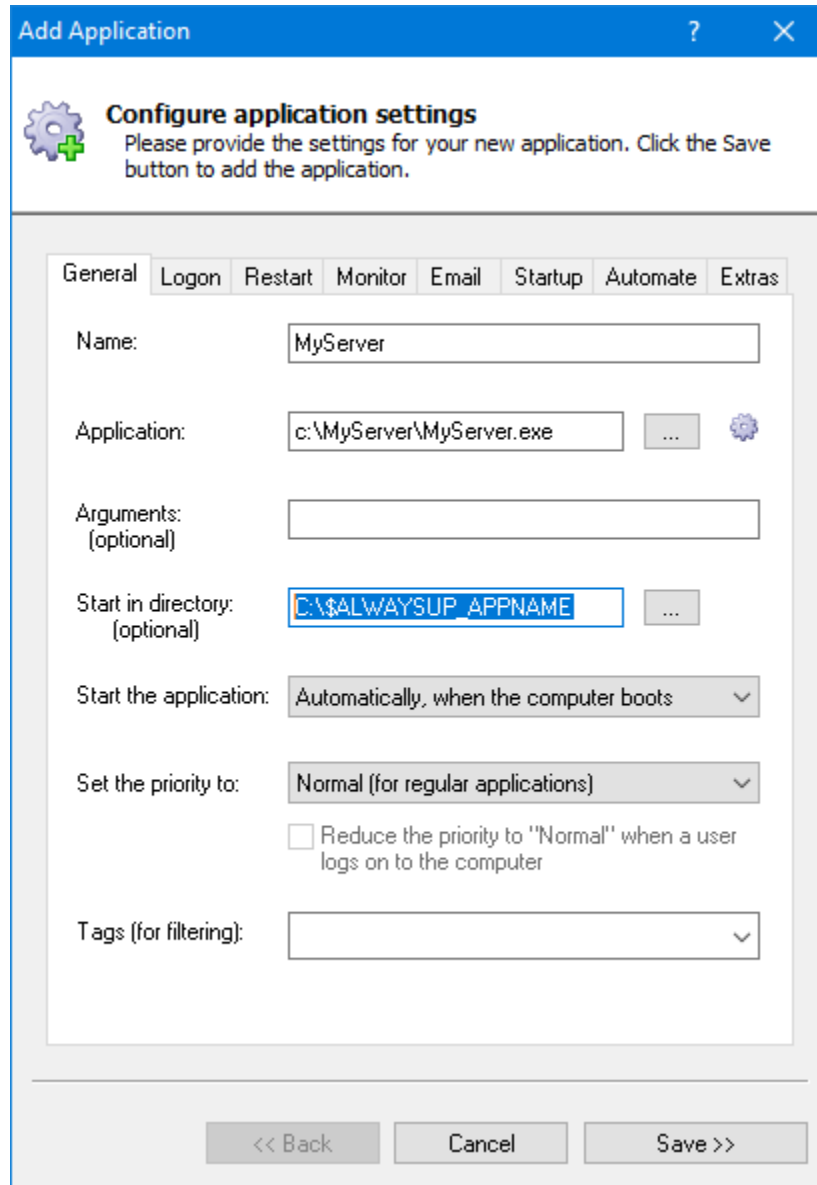 Add Application
?
Configure application settings
Please provide the settings for your new application. Click the Save
button to add the application.
General Logon Restart Monitor Email Startup Automate Extras
Name: MyServer
Application: c:\MyServer\MyServer.exe ...
Arguments:
(optional)
Start in directory: C:\$ALWAYSUP_APPNAME ...
(optional)
Start the application: Automatically, when the computer boots
Set the priority to: Normal (for regular applications)
Reduce the priority to "Normal" when a user
logs on to the computer
Tags (for filtering):
<< Back Cancel Save >>